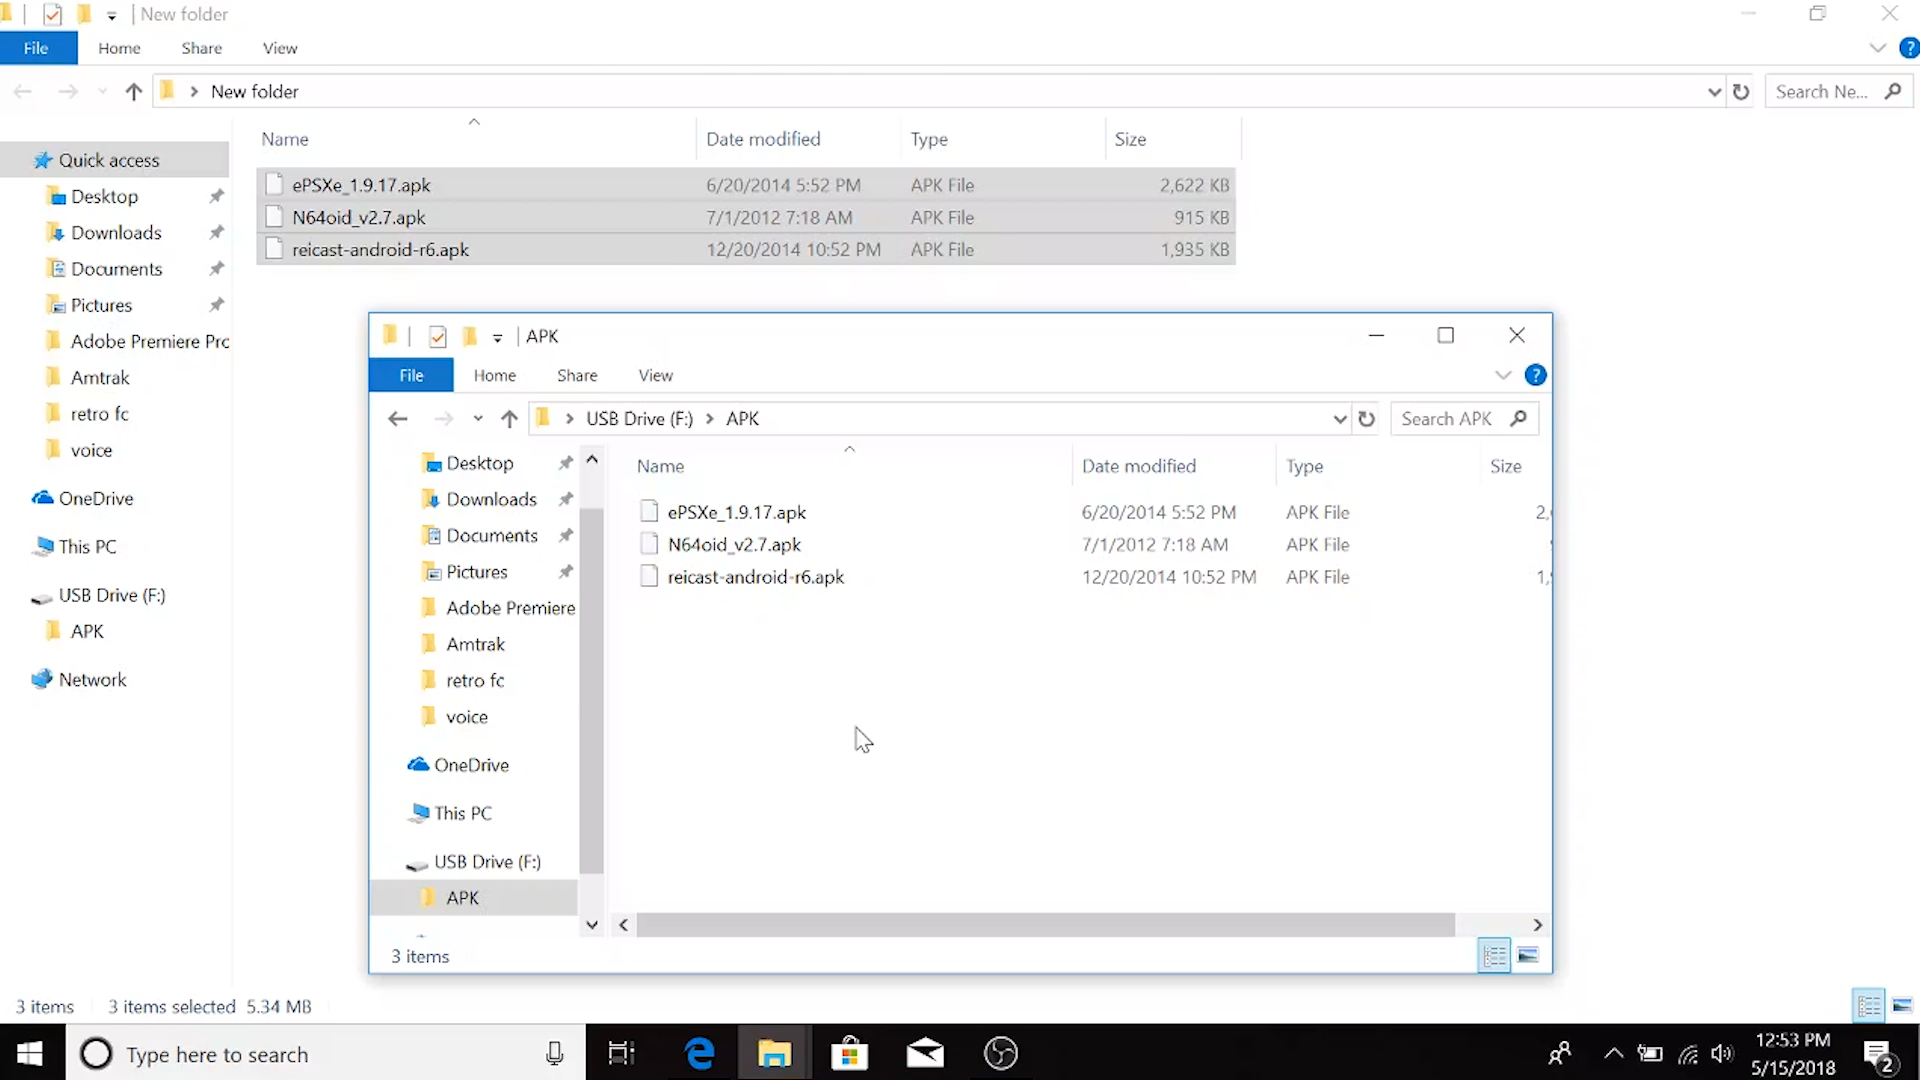 New folder
File Home Share View
New folder Search Ne...
Name Date modified Type Size
Quick access
ePSXe_1.9.17.apk 6/20/2014 5:52 PM APK File 2,622 KB
Desktop
N64oid_v2.7.apk 7/1/2012 7:18 AM APK File 915 KB
Downloads
reicast-android-r6.apk 12/20/2014 10:52 PM APK File 1,935 KB
Documents
Pictures
Adobe Premiere Pro
Amtrak
retro fc
voice
OneDrive
This PC
USB Drive (F:)
APK
Network
APK
File Home Share View
USB Drive (F:) APK Search APK
Name Date modified Type Size
Desktop
Downloads
ePSXe_1.9.17.apk 6/20/2014 5:52 PM APK File 2,
Documents
N64oid_v2.7.apk 7/1/2012 7:18 AM APK File
Pictures
reicast-android-r6.apk 12/20/2014 10:52 PM APK File 1,
Adobe Premiere
Amtrak
retro fc
voice
OneDrive
This PC
USB Drive (F:)
APK
3 items
3 items 3 items selected 5.34 MB
Type here to search
12:53 PM
5/15/2018
2